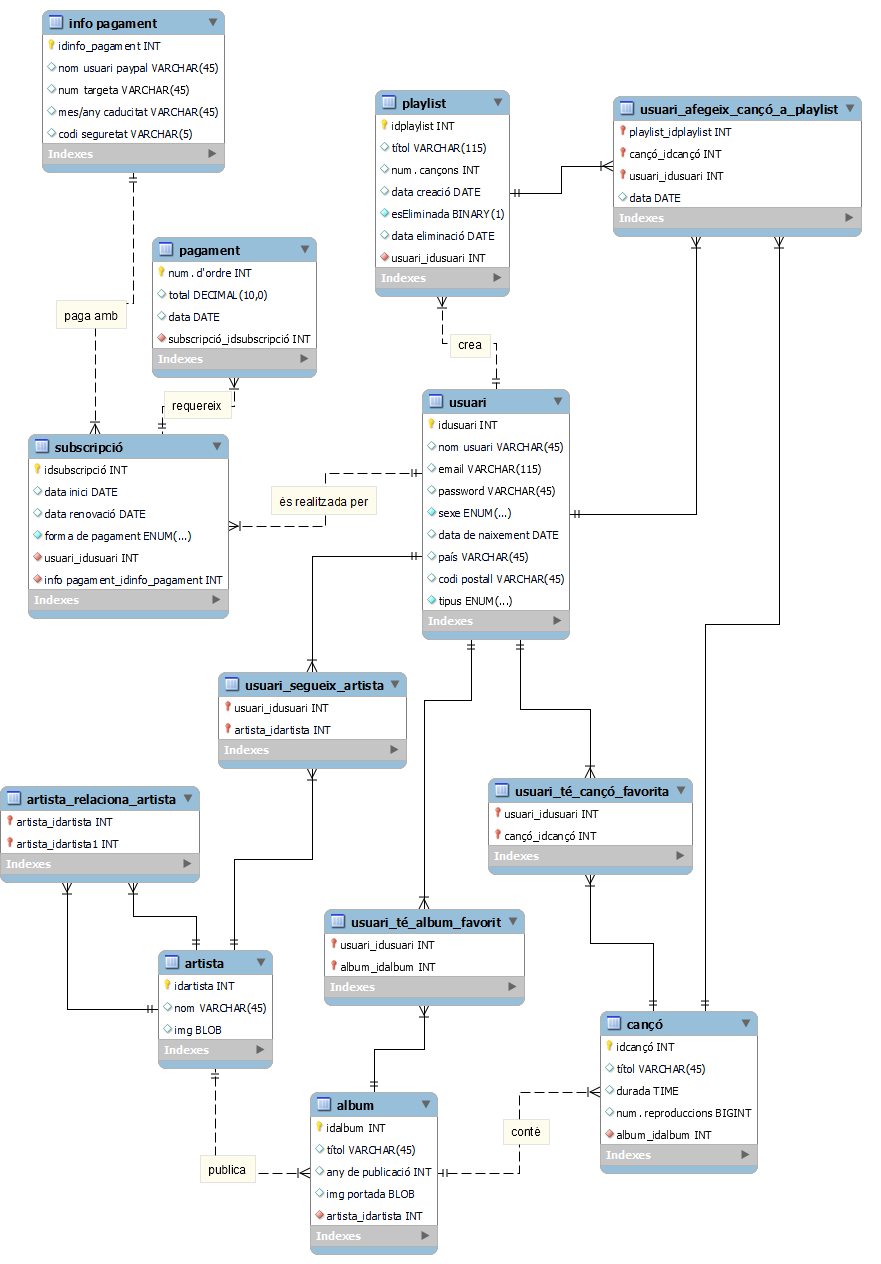 info pagament
idinfo_pagament INT
nom usuari paypal VARCHAR(45)
num targeta VARCHAR(45)
mes/any caducitat VARCHAR(45)
codi seguretat VARCHAR(5)
Indexes
playlist
idplaylist INT
títol VARCHAR(115)
num. cançons INT
data creació DATE
esEliminada BINARY(1)
data eliminació DATE
usuari_idusuari INT
Indexes
usuari_afegeix_cançó_a_playlist
playlist_idplaylist INT
cançó_idcançó INT
usuari_idusuari INT
data DATE
Indexes
pagament
num. d'ordre INT
total DECIMAL(10,0)
data DATE
subscripció_idsubscripció INT
Indexes
paga amb
crea
requereix
subscripció
idsubscripció INT
data inici DATE
data renovació DATE
forma de pagament ENUM(...)
usuari_idusuari INT
info pagament_idinfo_pagament INT
Indexes
és realitzada per
usuari
idusuari INT
nom usuari VARCHAR(45)
email VARCHAR(115)
password VARCHAR(45)
sexe ENUM(...)
data de naixement DATE
país VARCHAR(45)
codi postall VARCHAR(45)
tipus ENUM(...)
Indexes
usuari_segueix_artista
usuari_idusuari INT
artista_idartista INT
Indexes
artista_relaciona_artista
artista_idartista INT
artista_idartista1 INT
Indexes
usuari_té_cançó_favorita
usuari_idusuari INT
cançó_idcançó INT
Indexes
usuari_té_album_favorit
usuari_idusuari INT
album_idalbum INT
Indexes
artista
idartista INT
nom VARCHAR(45)
img BLOB
Indexes
cançó
idcançó INT
títol VARCHAR(45)
durada TIME
num. reproduccions BIGINT
album_idalbum INT
Indexes
album
idalbum INT
títol VARCHAR(45)
any de publicació INT
img portada BLOB
artista_idartista INT
Indexes
conté
publica